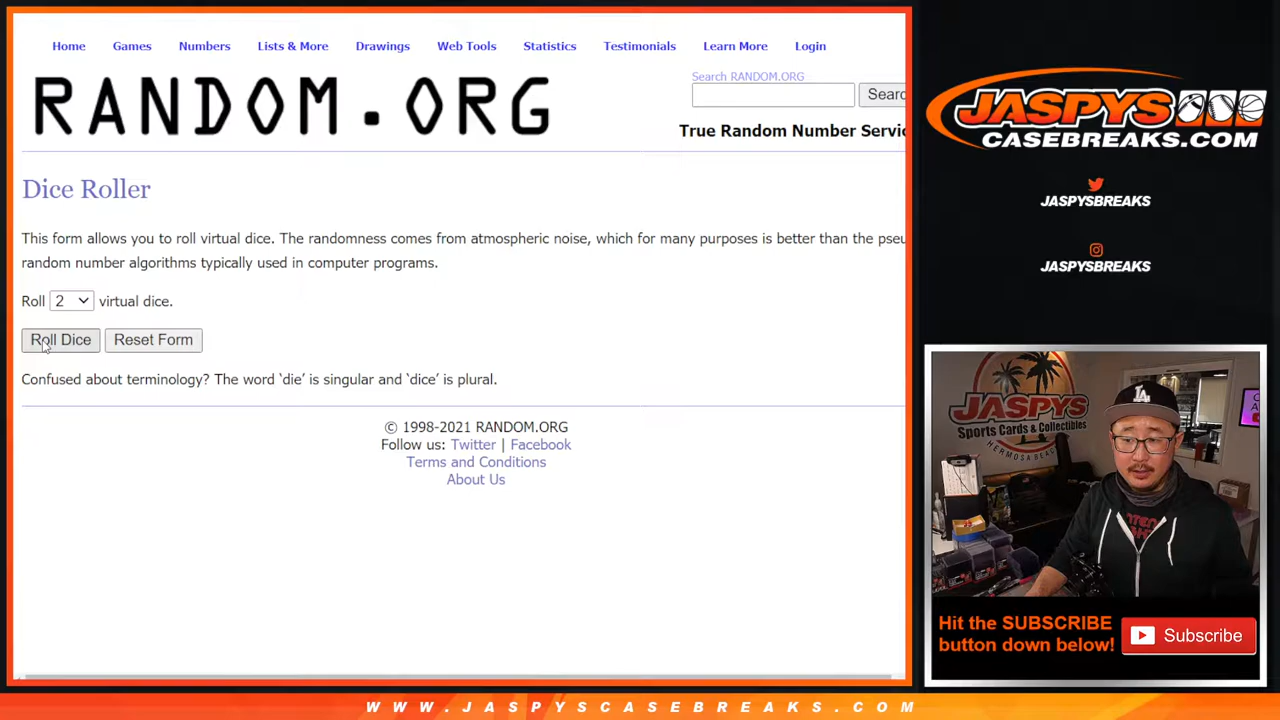 Home Games Numbers Lists & More Drawings Web Tools Statistics Testimonials Learn More Login
RANDOM.ORG
Search RANDOM.ORG
Searc
True Random Number Servic
Dice Roller
This form allows you to roll virtual dice. The randomness comes from atmospheric noise, which for many purposes is better than the pseu
random number algorithms typically used in computer programs.
Roll 2 virtual dice.
Roll Dice Reset Form
Confused about terminology? The word ‘die’ is singular and ‘dice’ is plural.
© 1998-2021 RANDOM.ORG
Follow us: Twitter | Facebook
Terms and Conditions
About Us
JASPYS
CASEBREAKS.COM
JASPYSBREAKS
JASPYSBREAKS
JASPYS
Sports Cards & Collectibles
HERMOSA BEACH
LA
Hit the SUBSCRIBE
button down below!
Subscribe
WWW.JASPYSCASEBREAKS.COM